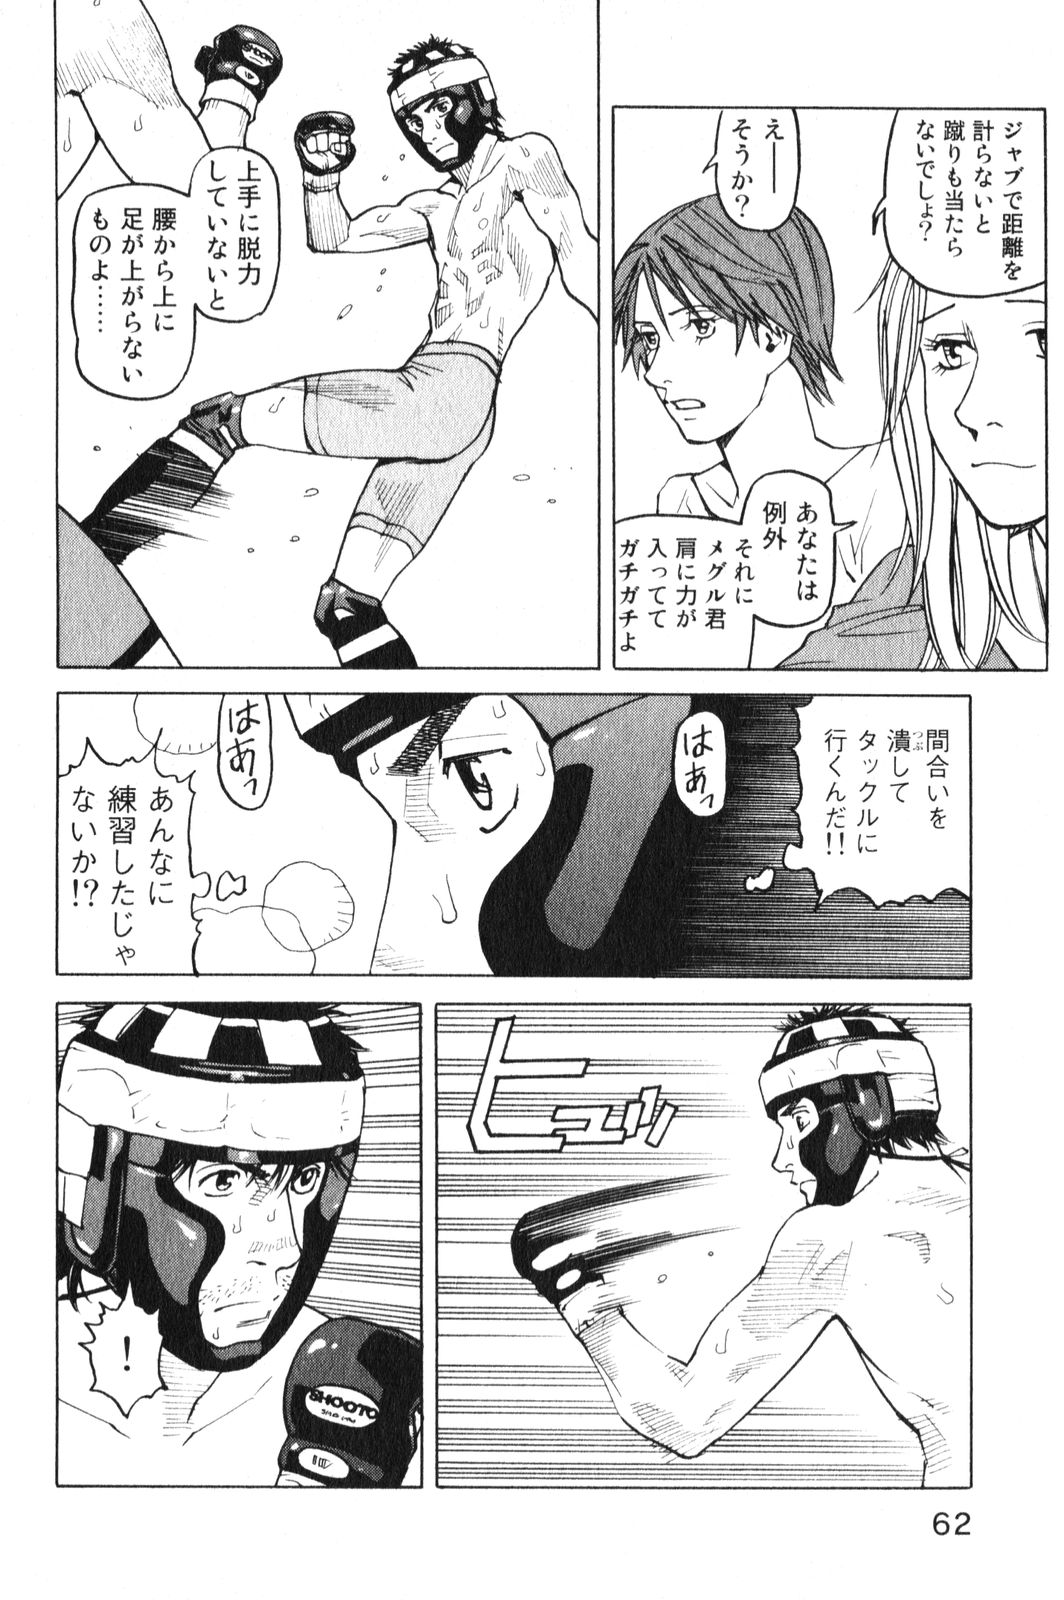 ジャブで距離を
計らないと
蹴りも当たら
ないでしょ?
え──
そうか?
あなたは
例外
それに
メグル君
肩に力が
入ってて
ガチガチよ
SHOOTO
上手に脱力
していないと
腰から上に
足が上がらない
ものよ……
間合いを
潰して
つぶ
タックルに
行くんだ!!
はあっ
はあっ
あんなに
練習したじゃ
ないか!?
ヒュッ
!
SHOOTO
62